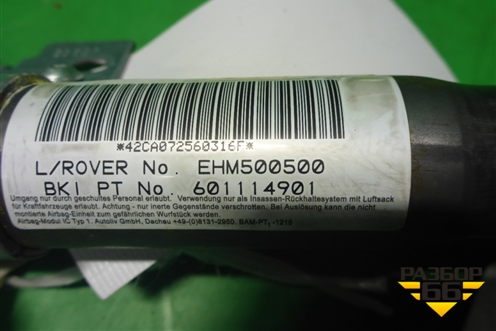 *42CA072560316F*
L/ROVER No. EHM500500
BKI PT No. 601114901
Umgang nur durch geschultes Personal erlaubt. Verwendung nur als Insassen-Rückhaltesystem mit Luftsack
für Kraftfahrzeuge erlaubt. Achtung - nur inerte Gegenstände verschrotten. Bei Auslösung kann die nicht
montierte Airbag-Einheit zum gefährlichen Wurfstück werden.
Airbag-Modul IC Typ 1. Autoliv GmbH, Dachau +49-(0)8131-2950. BAM-PT₁-1216
РАЗБОР
66